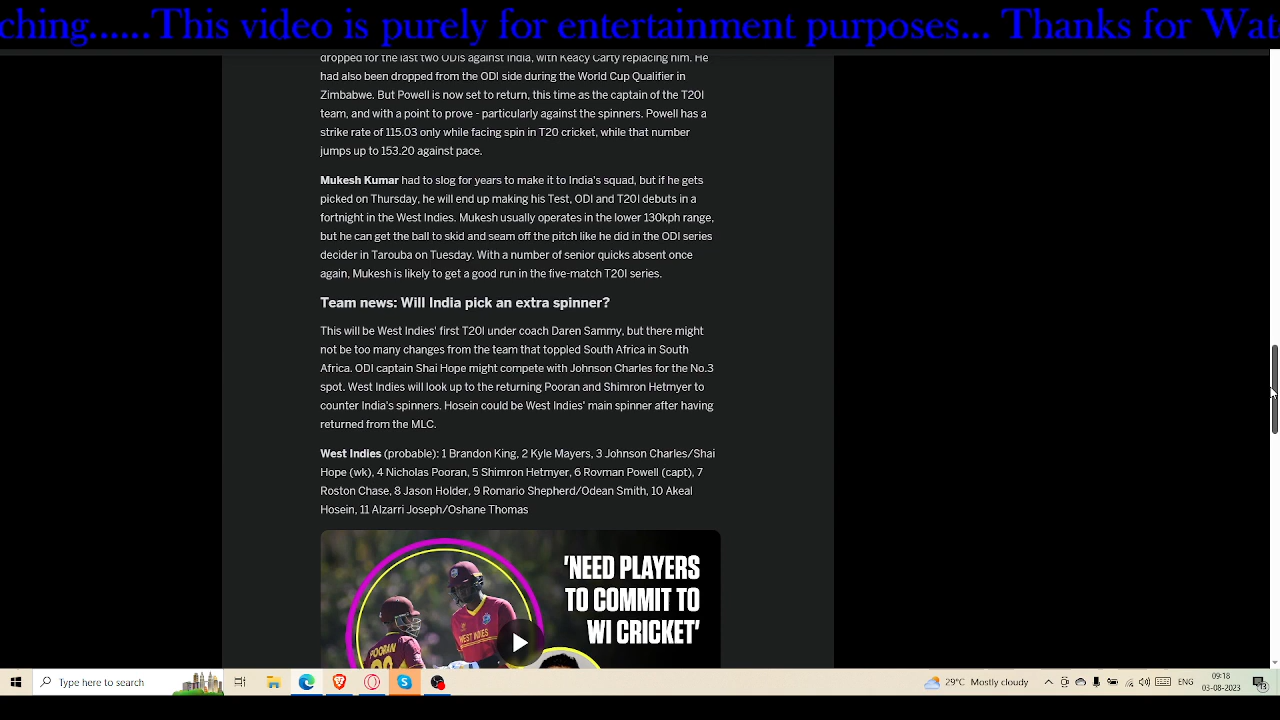 ching......This video is purely for entertainment purposes... Thanks for Wat
dropped for the last two ODIs against India, with Keacy Carty replacing him. He
had also been dropped from the ODI side during the World Cup Qualifier in
Zimbabwe. But Powell is now set to return, this time as the captain of the T20I
team, and with a point to prove - particularly against the spinners. Powell has a
strike rate of 115.03 only while facing spin in T20 cricket, while that number
jumps up to 153.20 against pace.
Mukesh Kumar had to slog for years to make it to India's squad, but if he gets
picked on Thursday, he will end up making his Test, ODI and T20I debuts in a
fortnight in the West Indies. Mukesh usually operates in the lower 130kph range,
but he can get the ball to skid and seam off the pitch like he did in the ODI series
decider in Tarouba on Tuesday. With a number of senior quicks absent once
again, Mukesh is likely to get a good run in the five-match T20I series.
Team news: Will India pick an extra spinner?
This will be West Indies' first T20I under coach Daren Sammy, but there might
not be too many changes from the team that toppled South Africa in South
Africa. ODI captain Shai Hope might compete with Johnson Charles for the No.3
spot. West Indies will look up to the returning Pooran and Shimron Hetmyer to
counter India's spinners. Hosein could be West Indies' main spinner after having
returned from the MLC.
West Indies (probable): 1 Brandon King, 2 Kyle Mayers, 3 Johnson Charles/Shai
Hope (wk), 4 Nicholas Pooran, 5 Shimron Hetmyer, 6 Rovman Powell (capt), 7
Roston Chase, 8 Jason Holder, 9 Romario Shepherd/Odean Smith, 10 Akeal
Hosein, 11 Alzarri Joseph/Oshane Thomas
'NEED PLAYERS
TO COMMIT TO
WI CRICKET'
WEST INDIES
POORAN
Type here to search
29°C Mostly cloudy
ENG
09:18
03-08-2023
13